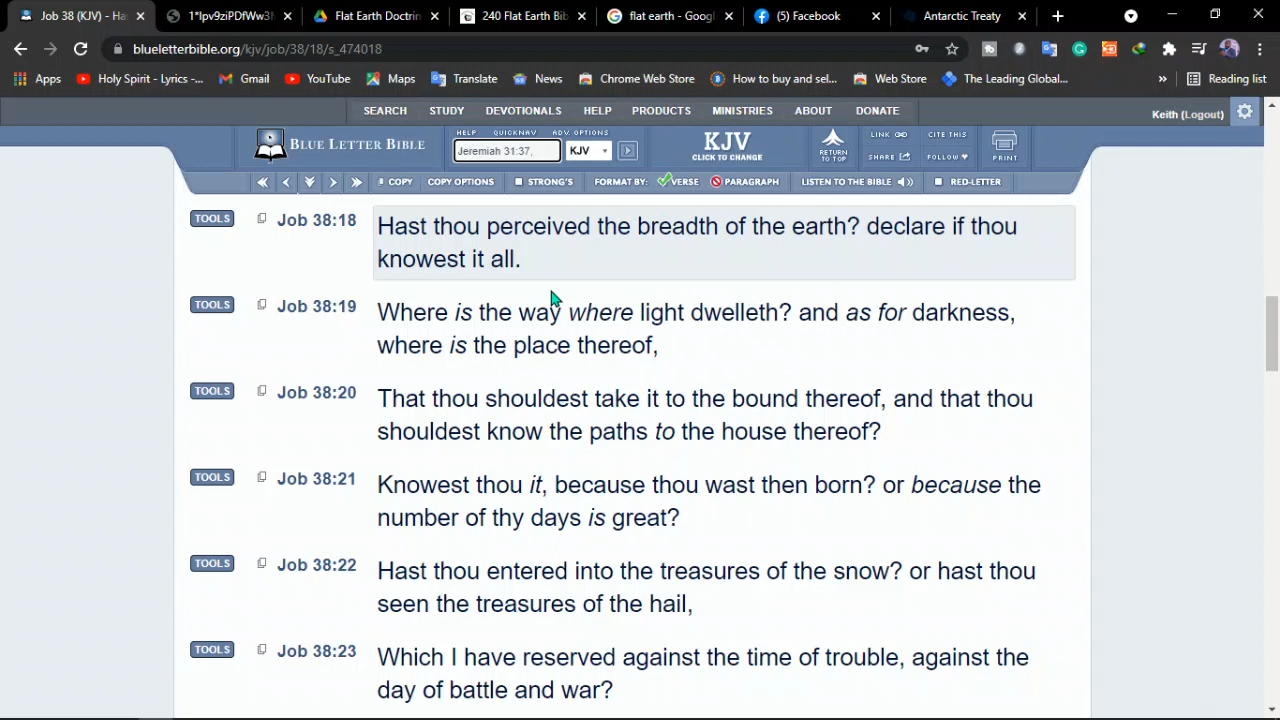 Job 38 (KJV) - Ha
1*lpv9ziPDfWw3h
Flat Earth Doctrin
240 Flat Earth Bib
flat earth - Googl
(5) Facebook
Antarctic Treaty
blueletterbible.org/kjv/job/38/18/s_474018
Apps
Holy Spirit - Lyrics -...
Gmail
YouTube
Maps
Translate
News
Chrome Web Store
How to buy and sel...
Web Store
The Leading Global...
»
Reading list
SEARCH STUDY DEVOTIONALS HELP PRODUCTS MINISTRIES ABOUT DONATE
Keith (Logout)
BLUE LETTER BIBLE
HELP QUICKNAV ADV. OPTIONS
Jeremiah 31:37,
KJV
KJV
CLICK TO CHANGE
RETURN
TO TOP
LINK
CITE THIS
SHARE
FOLLOW
PRINT
COPY COPY OPTIONS STRONG'S FORMAT BY: VERSE PARAGRAPH LISTEN TO THE BIBLE RED-LETTER
TOOLS Job 38:18 Hast thou perceived the breadth of the earth? declare if thou
knowest it all.
TOOLS Job 38:19 Where is the way where light dwelleth? and as for darkness,
where is the place thereof,
TOOLS Job 38:20 That thou shouldest take it to the bound thereof, and that thou
shouldest know the paths to the house thereof?
TOOLS Job 38:21 Knowest thou it, because thou wast then born? or because the
number of thy days is great?
TOOLS Job 38:22 Hast thou entered into the treasures of the snow? or hast thou
seen the treasures of the hail,
TOOLS Job 38:23 Which I have reserved against the time of trouble, against the
day of battle and war?